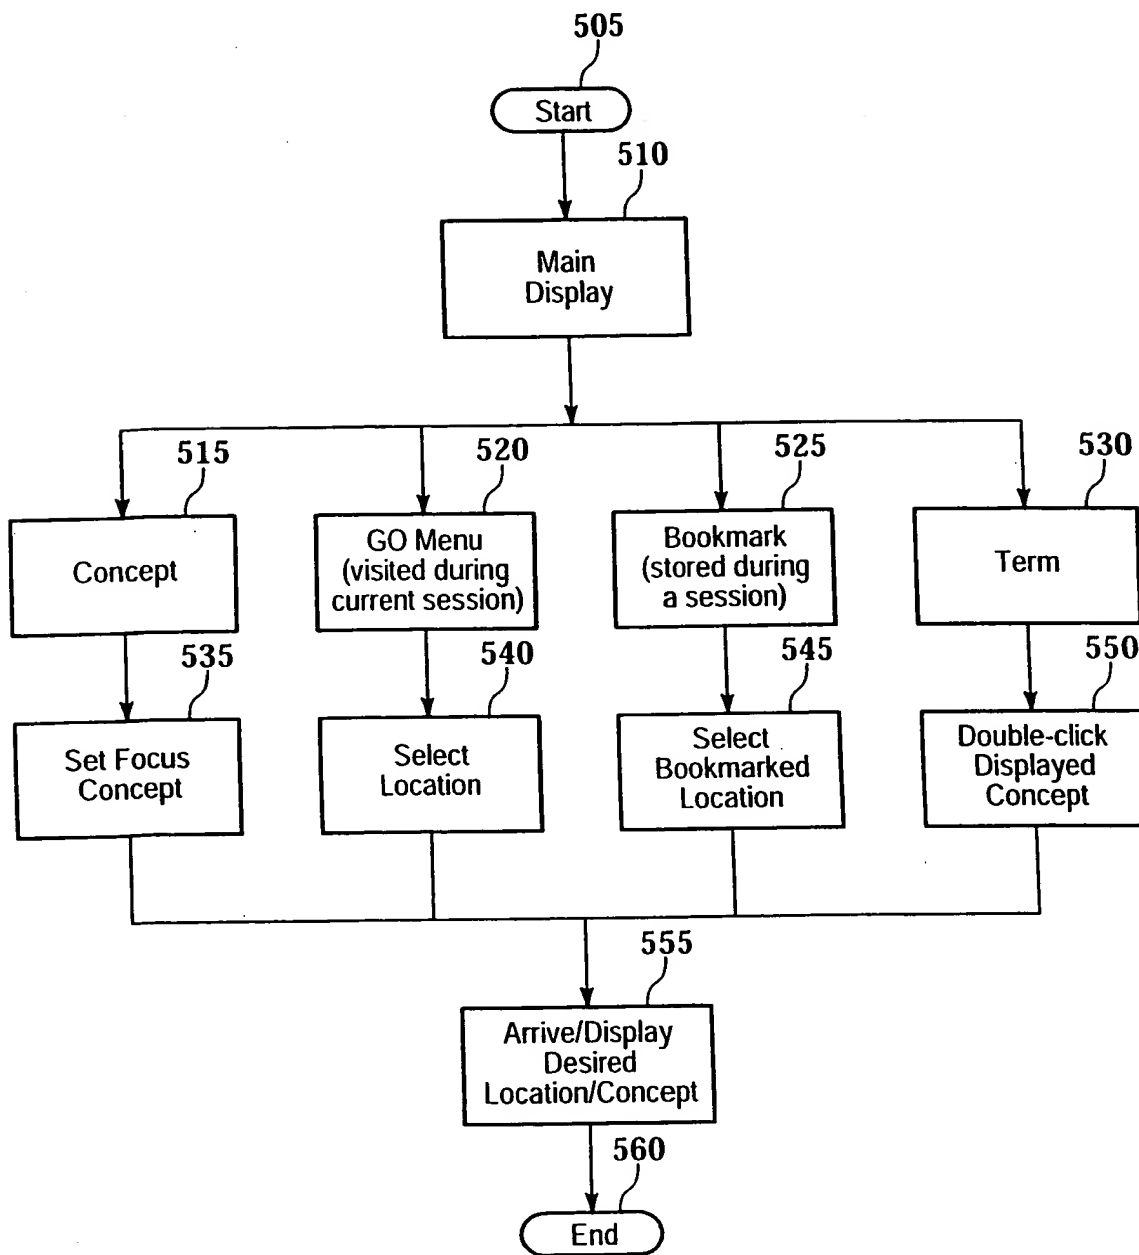 505
Start
510
Main
Display
515
520
525
530
Concept
GO Menu
(visited during
current session)
Bookmark
(stored during
a session)
Term
535
540
545
550
Set Focus
Concept
Select
Location
Select
Bookmarked
Location
Double-click
Displayed
Concept
555
Arrive/Display
Desired
Location/Concept
560
End